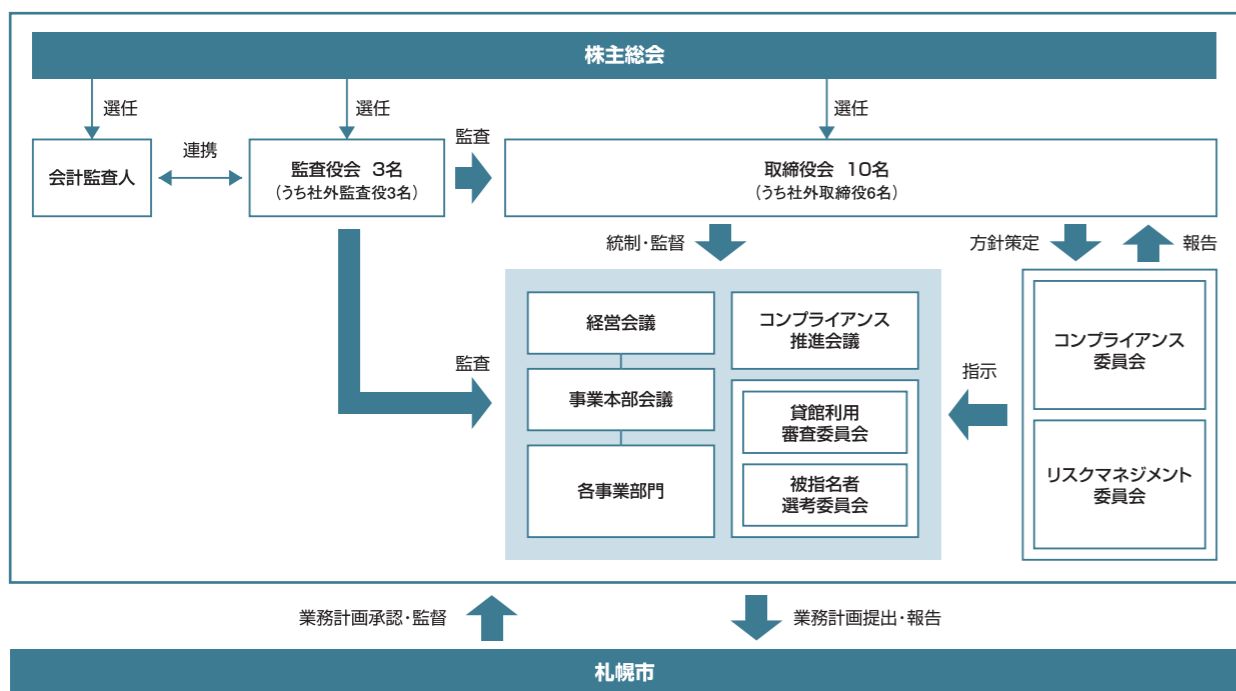 株主総会
選任
選任
選任
会計監査人
連携
監査役会 3名
(うち社外監査役3名)
監査
取締役会 10名
(うち社外取締役6名)
統制・監督
方針策定
報告
経営会議
コンプライアンス
推進会議
コンプライアンス
委員会
監査
事業本部会議
指示
貸館利用
審査委員会
各事業部門
被指名者
選考委員会
リスクマネジメント
委員会
業務計画承認・監督
業務計画提出・報告
札幌市